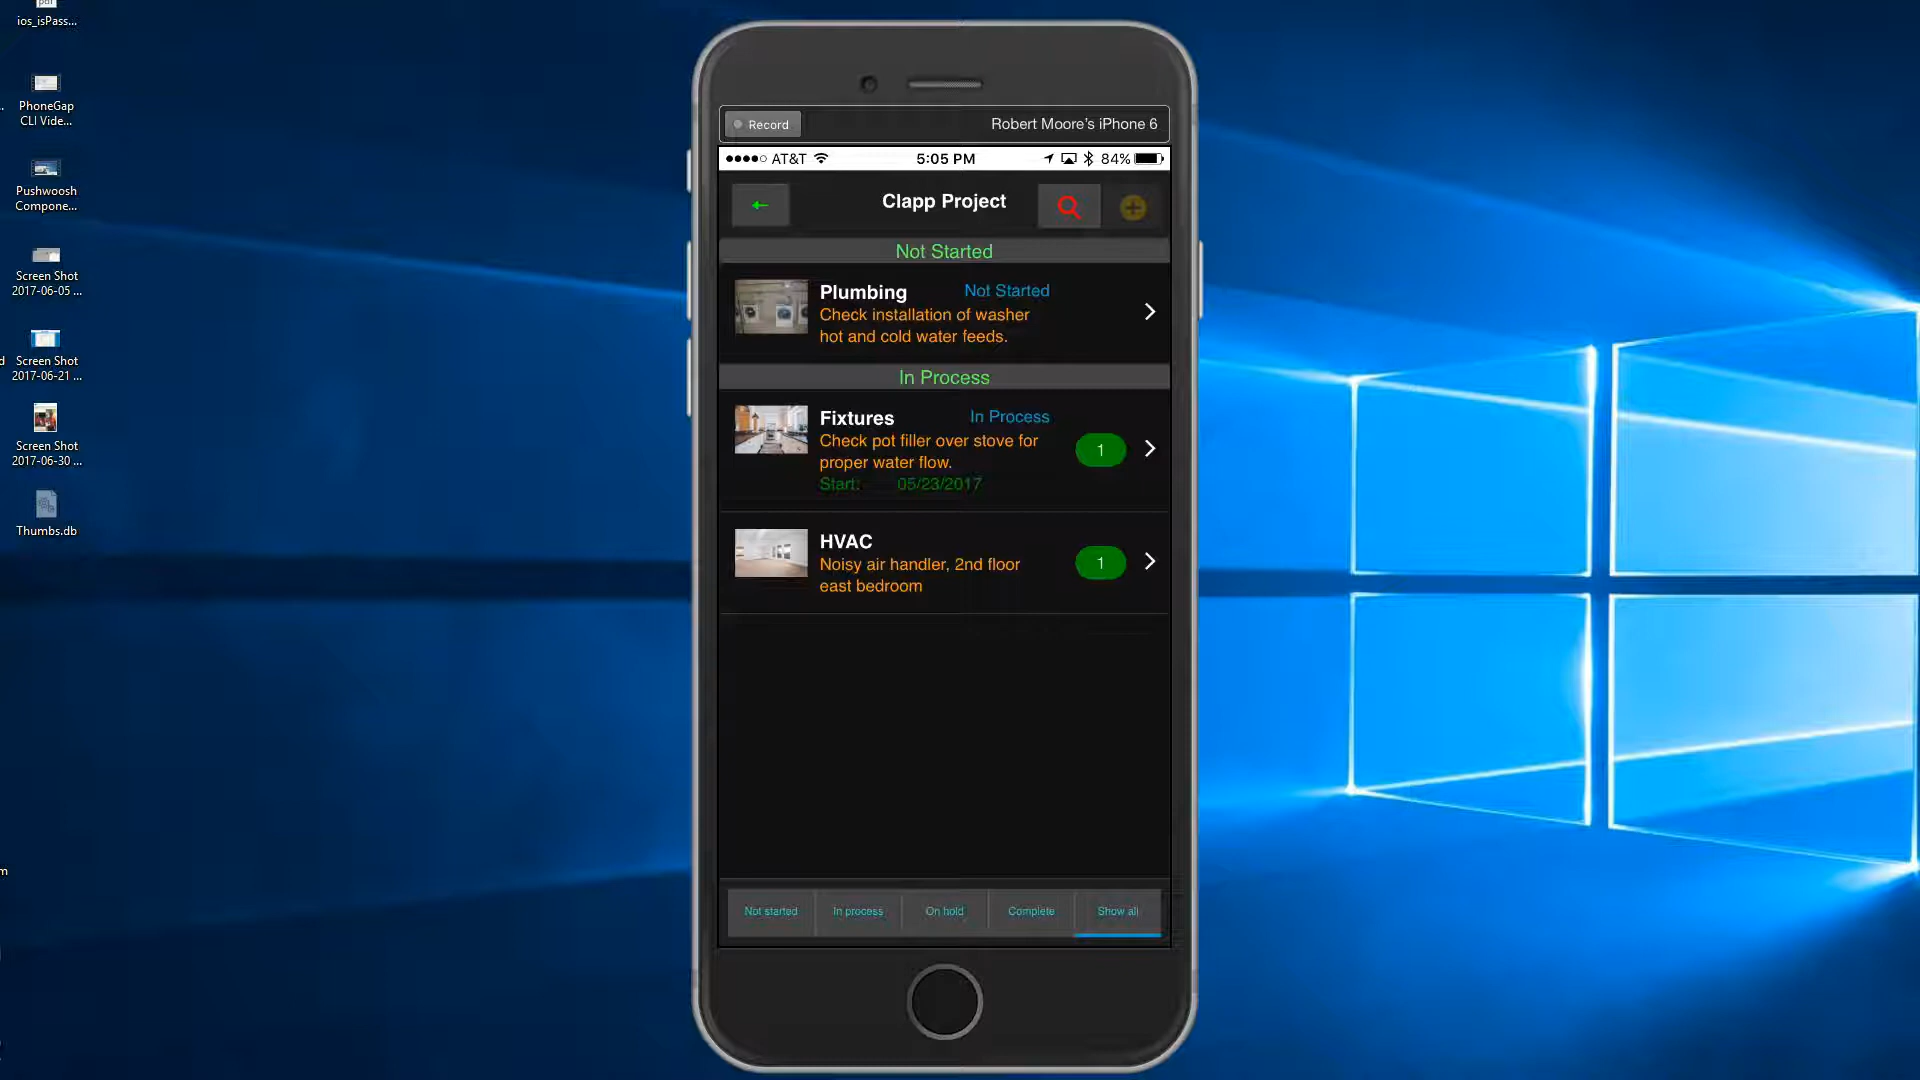 ios_isPass...
PhoneGap
CLI Vide...
Pushwoosh
Compone...
Screen Shot
2017-06-05 ...
Screen Shot
2017-06-21 ...
Screen Shot
2017-06-30 ...
Thumbs.db
Record
Robert Moore's iPhone 6
AT&T
5:05 PM
84%
Clapp Project
Not Started
Plumbing
Not Started
Check installation of washer
hot and cold water feeds.
In Process
Fixtures
In Process
Check pot filler over stove for
proper water flow.
1
Start: 05/23/2017
HVAC
Noisy air handler, 2nd floor
east bedroom
1
Not started
In process
On hold
Complete
Show all